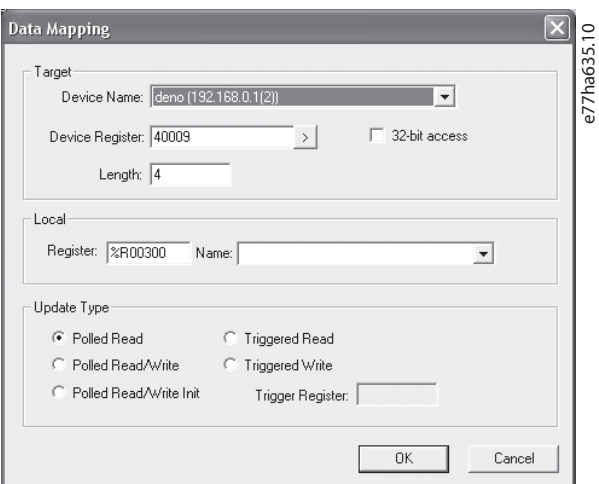 Data Mapping
Target
Device Name: deno (192.168.0.1(2))
Device Register: 40009 > 32-bit access
Length: 4
Local
Register: %R00300 Name:
Update Type
Polled Read Triggered Read
Polled Read/Write Triggered Write
Polled Read/Write Init Trigger Register:
OK Cancel
e77ha635.10